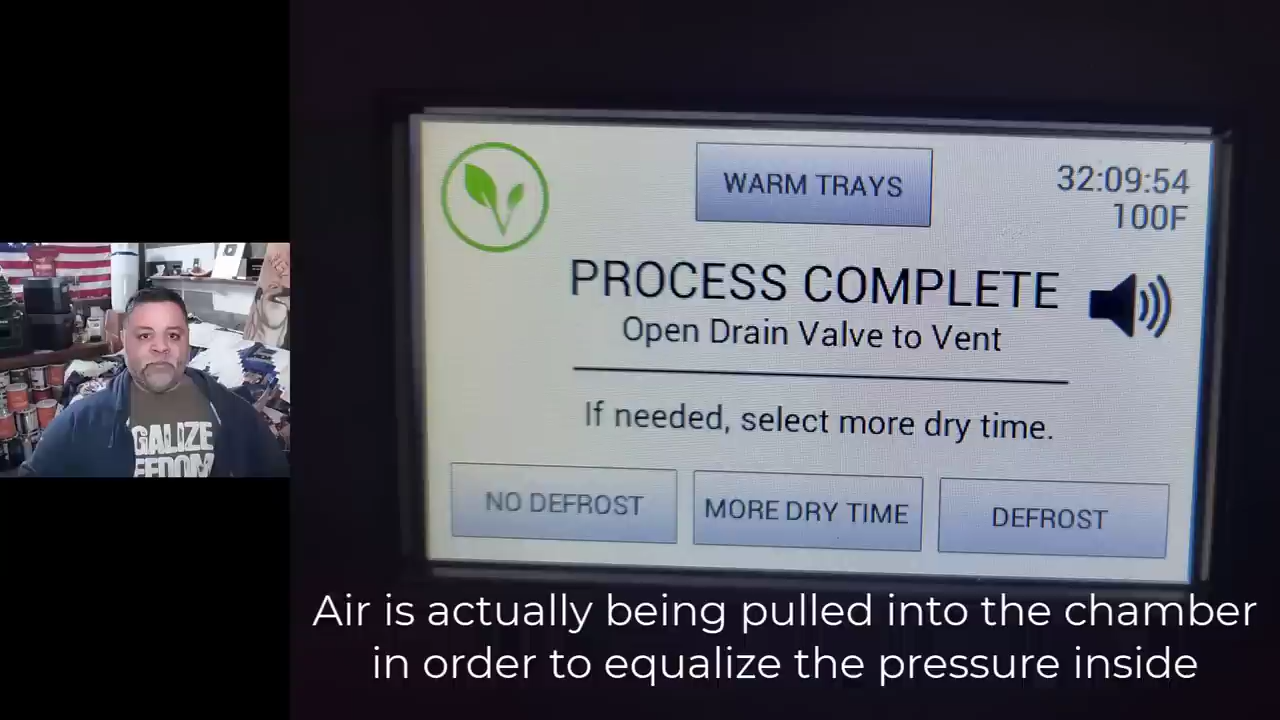 WARM TRAYS
32:09:54
100F
PROCESS COMPLETE
Open Drain Valve to Vent
If needed, select more dry time.
NO DEFROST
MORE DRY TIME
DEFROST
GALIZE
EEDOM
Air is actually being pulled into the chamber
in order to equalize the pressure inside